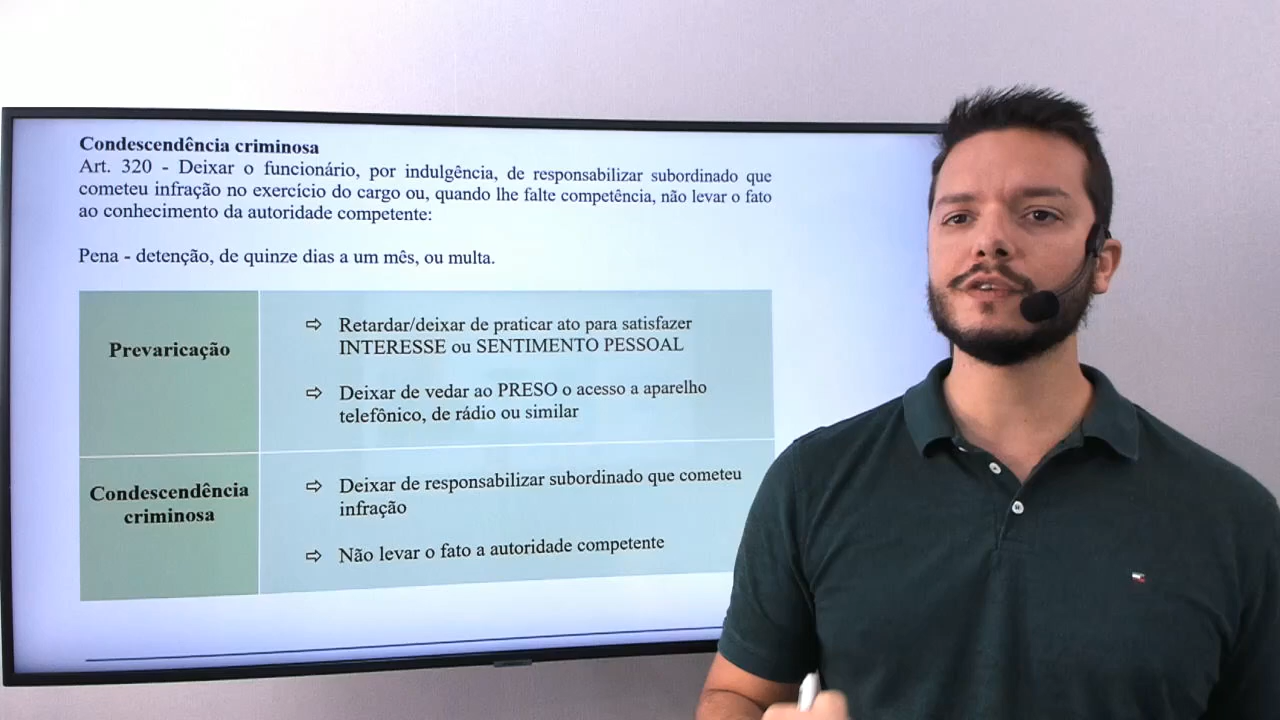 Condescendência criminosa
Art. 320 - Deixar o funcionário, por indulgência, de responsabilizar subordinado que
cometeu infração no exercício do cargo ou, quando lhe falte competência, não levar o fato
ao conhecimento da autoridade competente:
Pena - detenção, de quinze dias a um mês, ou multa.
Prevaricação
⇨ Retardar/deixar de praticar ato para satisfazer
INTERESSE ou SENTIMENTO PESSOAL
⇨ Deixar de vedar ao PRESO o acesso a aparelho
telefônico, de rádio ou similar
Condescendência
criminosa
⇨ Deixar de responsabilizar subordinado que cometeu
infração
⇨ Não levar o fato a autoridade competente